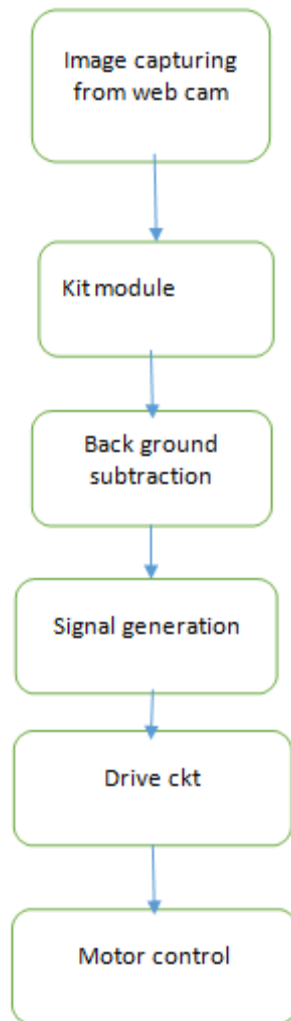 Image capturing
from web cam
Kit module
Back ground
subtraction
Signal generation
Drive ckt
Motor control